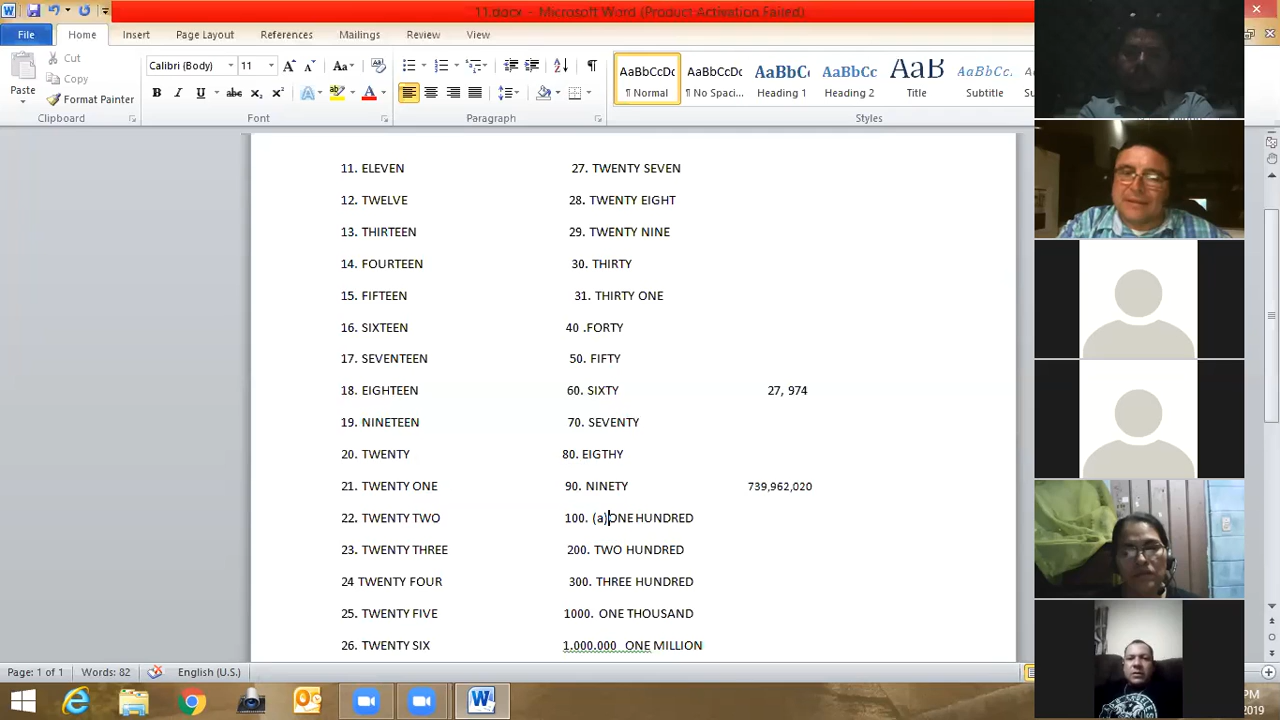 11.docx - Microsoft Word (Product Activation Failed)
File Home Insert Page Layout References Mailings Review View
Cut
Copy
Format Painter
Paste
Clipboard
Calibri (Body) 11
Font
Paragraph
AaBbCcDc AaBbCcDc AaBbCc AaBbCc AaB AaBbCcDc
¶ Normal ¶ No Spaci... Heading 1 Heading 2 Title Subtitle
Styles
11. ELEVEN 27. TWENTY SEVEN
12. TWELVE 28. TWENTY EIGHT
13. THIRTEEN 29. TWENTY NINE
14. FOURTEEN 30. THIRTY
15. FIFTEEN 31. THIRTY ONE
16. SIXTEEN 40 .FORTY
17. SEVENTEEN 50. FIFTY
18. EIGHTEEN 60. SIXTY 27, 974
19. NINETEEN 70. SEVENTY
20. TWENTY 80. EIGTHY
21. TWENTY ONE 90. NINETY 739,962,020
22. TWENTY TWO 100. (a)ONE HUNDRED
23. TWENTY THREE 200. TWO HUNDRED
24 TWENTY FOUR 300. THREE HUNDRED
25. TWENTY FIVE 1000. ONE THOUSAND
26. TWENTY SIX 1.000.000 ONE MILLION
Page: 1 of 1 Words: 82 English (U.S.)